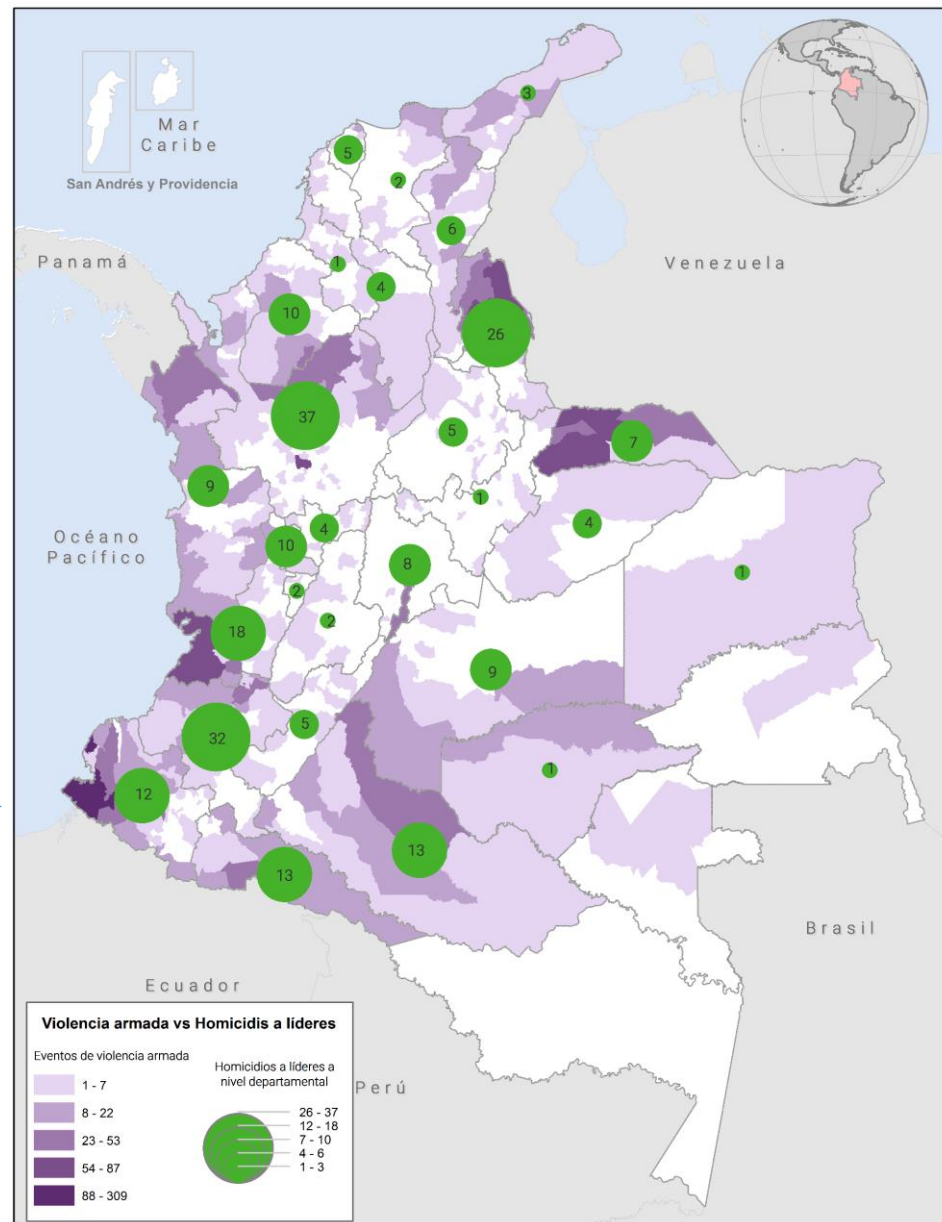 Mar
Caribe
San Andrés y Providencia
Panamá
Venezuela
Océano
Pacífico
Ecuador
Perú
Brasil
3
5
2
6
1
4
10
26
37
5
7
9
1
4
4
10
8
1
2
2
18
9
5
32
1
12
13
13
Violencia armada vs Homicidis a líderes
Eventos de violencia armada
1 - 7
8 - 22
23 - 53
54 - 87
88 - 309
Homicidios a líderes a
nivel departamental
26 - 37
12 - 18
7 - 10
4 - 6
1 - 3